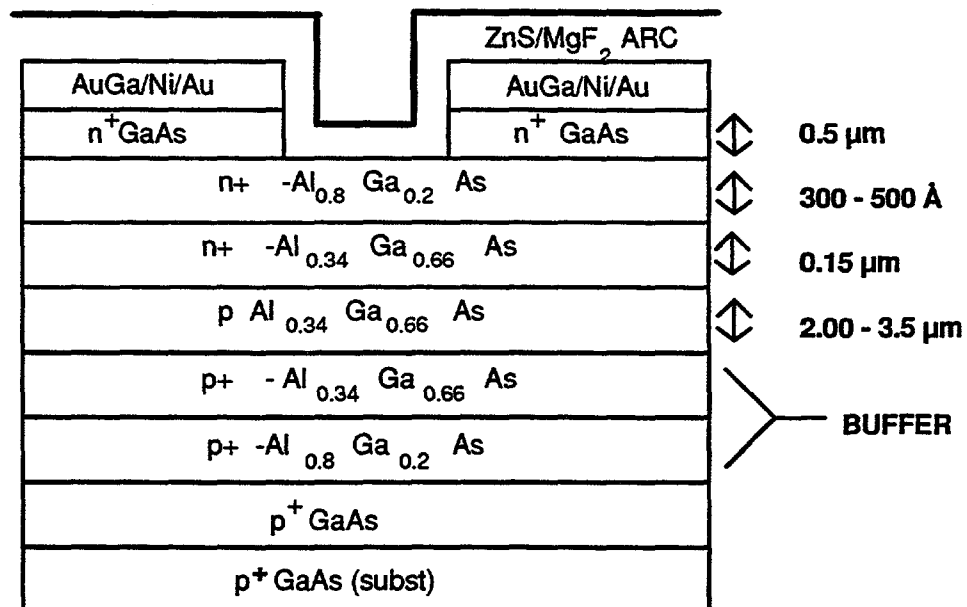 ZnS/MgF2 ARC
AuGa/Ni/Au AuGa/Ni/Au
n+GaAs n+ GaAs 0.5 µm
n+ -Al0.8 Ga0.2 As 300 - 500 Å
n+ -Al0.34 Ga0.66 As 0.15 µm
p Al0.34 Ga0.66 As 2.00 - 3.5 µm
p+ - Al0.34 Ga0.66 As
BUFFER
p+ -Al0.8 Ga0.2 As
p+ GaAs
p+ GaAs (subst)